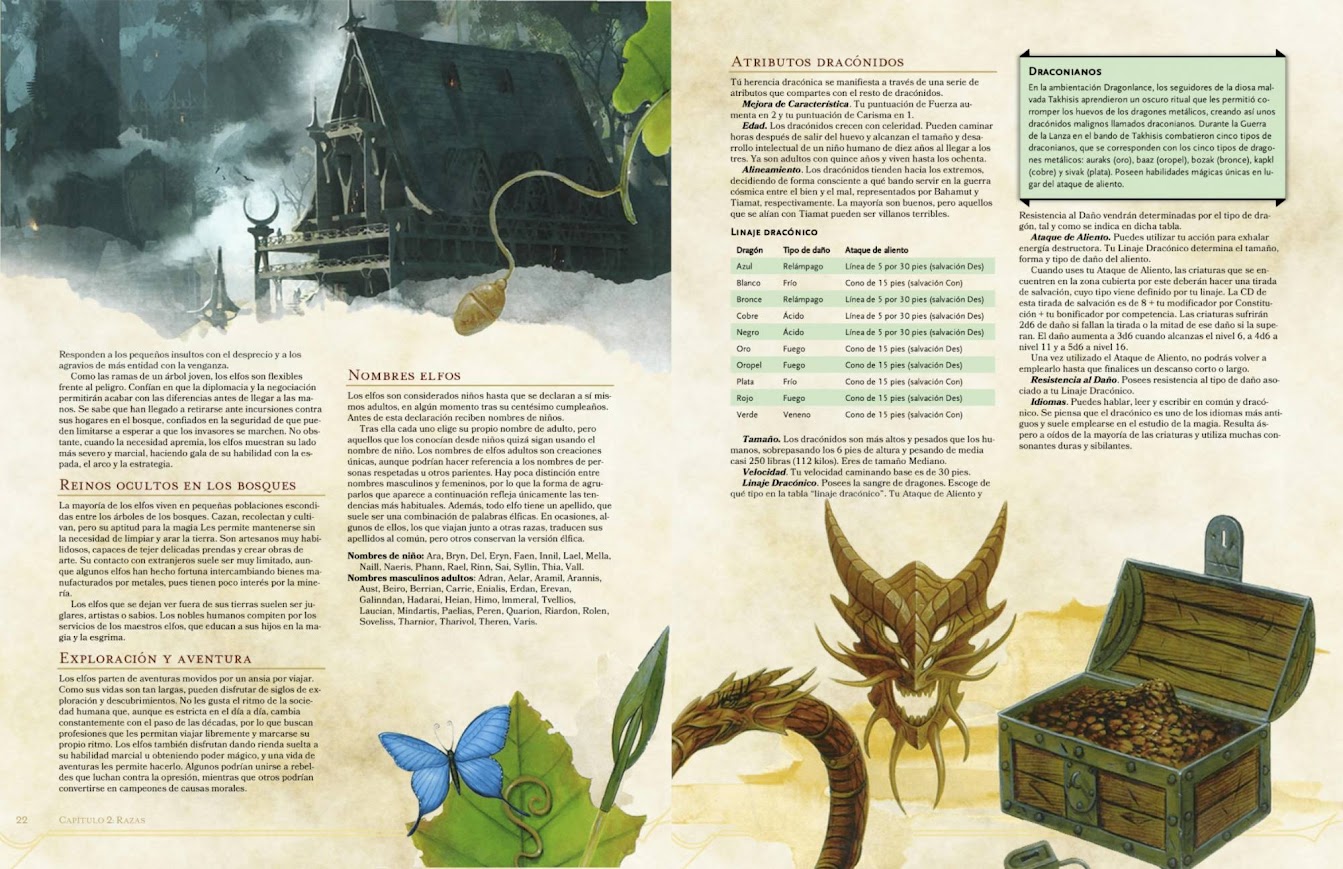 Responden a los pequeños insultos con el desprecio y a los
agravios de más entidad con la venganza.
Como las ramas de un árbol joven, los elfos son flexibles
frente al peligro. Confían en que la diplomacia y la negociación
permitirán acabar con las diferencias antes de llegar a las ma-
nos. Se sabe que han llegado a retirarse ante incursiones contra
sus hogares en el bosque, confiados en la seguridad de que pue-
den limitarse a esperar a que los invasores se marchen. No obs-
tante, cuando la necesidad apremia, los elfos muestran su lado
más severo y marcial, haciendo gala de su habilidad con la es-
pada, el arco y la estrategia.
Reinos ocultos en los bosques
La mayoría de los elfos viven en pequeñas poblaciones escondi-
das entre los árboles de los bosques. Cazan, recolectan y culti-
van, pero su aptitud para la magia Les permite mantenerse sin
la necesidad de limpiar y arar la tierra. Son artesanos muy habi-
lidosos, capaces de tejer delicadas prendas y crear obras de
arte. Su contacto con extranjeros suele ser muy limitado, aun-
que algunos elfos han hecho fortuna intercambiando bienes ma-
nufacturados por metales, pues tienen poco interés por la mine-
ría.
Los elfos que se dejan ver fuera de sus tierras suelen ser ju-
glares, artistas o sabios. Los nobles humanos compiten por los
servicios de los maestros elfos, que educan a sus hijos en la ma-
gia y la esgrima.
Exploración y aventura
Los elfos parten de aventuras movidos por un ansia por viajar.
Como sus vidas son tan largas, pueden disfrutar de siglos de ex-
ploración y descubrimientos. No les gusta el ritmo de la socie-
dad humana que, aunque es estricta en el día a día, cambia
constantemente con el paso de las décadas, por lo que buscan
profesiones que les permitan viajar libremente y marcarse su
propio ritmo. Los elfos también disfrutan dando rienda suelta a
su habilidad marcial u obteniendo poder mágico, y una vida de
aventuras les permite hacerlo. Algunos podrían unirse a rebel-
des que luchan contra la opresión, mientras que otros podrían
convertirse en campeones de causas morales.
22 Capítulo 2: Razas
Nombres elfos
Los elfos son considerados niños hasta que se declaran a sí mis-
mos adultos, en algún momento tras su centésimo cumpleaños.
Antes de esta declaración reciben nombres de niños.
Tras ella cada uno elige su propio nombre de adulto, pero
aquellos que los conocían desde niños quizá sigan usando el
nombre de niño. Los nombres de elfos adultos son creaciones
únicas, aunque podrían hacer referencia a los nombres de per-
sonas respetadas u otros parientes. Hay poca distinción entre
nombres masculinos y femeninos, por lo que la forma de agru-
parlos que aparece a continuación refleja únicamente las ten-
dencias más habituales. Además, todo elfo tiene un apellido, que
suele ser una combinación de palabras élficas. En ocasiones, al-
gunos de ellos, los que viajan junto a otras razas, traducen sus
apellidos al común, pero otros conservan la versión élfica.
Nombres de niño: Ara, Bryn, Del, Eryn, Faen, Innil, Lael, Mella,
Naill, Naeris, Phann, Rael, Rinn, Sai, Syllin, Thia, Vall.
Nombres masculinos adultos: Adran, Aelar, Aramil, Arannis,
Aust, Beiro, Berrian, Carrie, Enialis, Erdan, Erevan,
Galinndan, Hadarai, Heian, Himo, Immeral, Tvellios,
Laucian, Mindartis, Paelias, Peren, Quarion, Riardon, Rolen,
Soveliss, Tharnior, Tharivol, Theren, Varis.
Atributos dracónidos
Tú herencia dracónica se manifiesta a través de una serie de
atributos que compartes con el resto de dracónidos.
Mejora de Característica. Tu puntuación de Fuerza au-
menta en 2 y tu puntuación de Carisma en 1.
Edad. Los dracónidos crecen con celeridad. Pueden caminar
horas después de salir del huevo y alcanzan el tamaño y desa-
rrollo intelectual de un niño humano de diez años al llegar a los
tres. Ya son adultos con quince años y viven hasta los ochenta.
Alineamiento. Los dracónidos tienden hacia los extremos,
decidiendo de forma consciente a qué bando servir en la guerra
cósmica entre el bien y el mal, representados por Bahamut y
Tiamat, respectivamente. La mayoría son buenos, pero aquellos
que se alían con Tiamat pueden ser villanos terribles.
Linaje dracónico
Dragón Tipo de daño Ataque de aliento
Azul Relámpago Línea de 5 por 30 pies (salvación Des)
Blanco Frío Cono de 15 pies (salvación Con)
Bronce Relámpago Línea de 5 por 30 pies (salvación Des)
Cobre Ácido Línea de 5 por 30 pies (salvación Des)
Negro Ácido Línea de 5 por 30 pies (salvación Des)
Oro Fuego Cono de 15 pies (salvación Des)
Oropel Fuego Cono de 15 pies (salvación Des)
Plata Frío Cono de 15 pies (salvación Con)
Rojo Fuego Cono de 15 pies (salvación Des)
Verde Veneno Cono de 15 pies (salvación Con)
Tamaño. Los dracónidos son más altos y pesados que los hu-
manos, sobrepasando los 6 pies de altura y pesando de media
casi 250 libras (112 kilos). Eres de tamaño Mediano.
Velocidad. Tu velocidad caminando base es de 30 pies.
Linaje Dracónico. Posees la sangre de dragones. Escoge de
qué tipo en la tabla “linaje dracónico”. Tu Ataque de Aliento y
Draconianos
En la ambientación Dragonlance, los seguidores de la diosa mal-
vada Takhisis aprendieron un oscuro ritual que les permitió co-
rromper los huevos de los dragones metálicos, creando así unos
dracónidos malignos llamados draconianos. Durante la Guerra
de la Lanza en el bando de Takhisis combatieron cinco tipos de
draconianos, que se corresponden con los cinco tipos de drago-
nes metálicos: auraks (oro), baaz (oropel), bozak (bronce), kapkl
(cobre) y sivak (plata). Poseen habilidades mágicas únicas en lu-
gar del ataque de aliento.
Resistencia al Daño vendrán determinadas por el tipo de dra-
gón, tal y como se indica en dicha tabla.
Ataque de Aliento. Puedes utilizar tu acción para exhalar
energía destructora. Tu Linaje Dracónico determina el tamaño,
forma y tipo de daño del aliento.
Cuando uses tu Ataque de Aliento, las criaturas que se en-
cuentren en la zona cubierta por este deberán hacer una tirada
de salvación, cuyo tipo viene definido por tu linaje. La CD de
esta tirada de salvación es de 8 + tu modificador por Constitu-
ción + tu bonificador por competencia. Las criaturas sufrirán
2d6 de daño si fallan la tirada o la mitad de ese daño si la supe-
ran. El daño aumenta a 3d6 cuando alcanzas el nivel 6, a 4d6 a
nivel 11 y a 5d6 a nivel 16.
Una vez utilizado el Ataque de Aliento, no podrás volver a
emplearlo hasta que finalices un descanso corto o largo.
Resistencia al Daño. Posees resistencia al tipo de daño aso-
ciado a tu Linaje Dracónico.
Idiomas. Puedes hablar, leer y escribir en común y dracó-
nico. Se piensa que el dracónico es uno de los idiomas más anti-
guos y suele emplearse en el estudio de la magia. Resulta ás-
pero a oídos de la mayoría de las criaturas y utiliza muchas con-
sonantes duras y sibilantes.